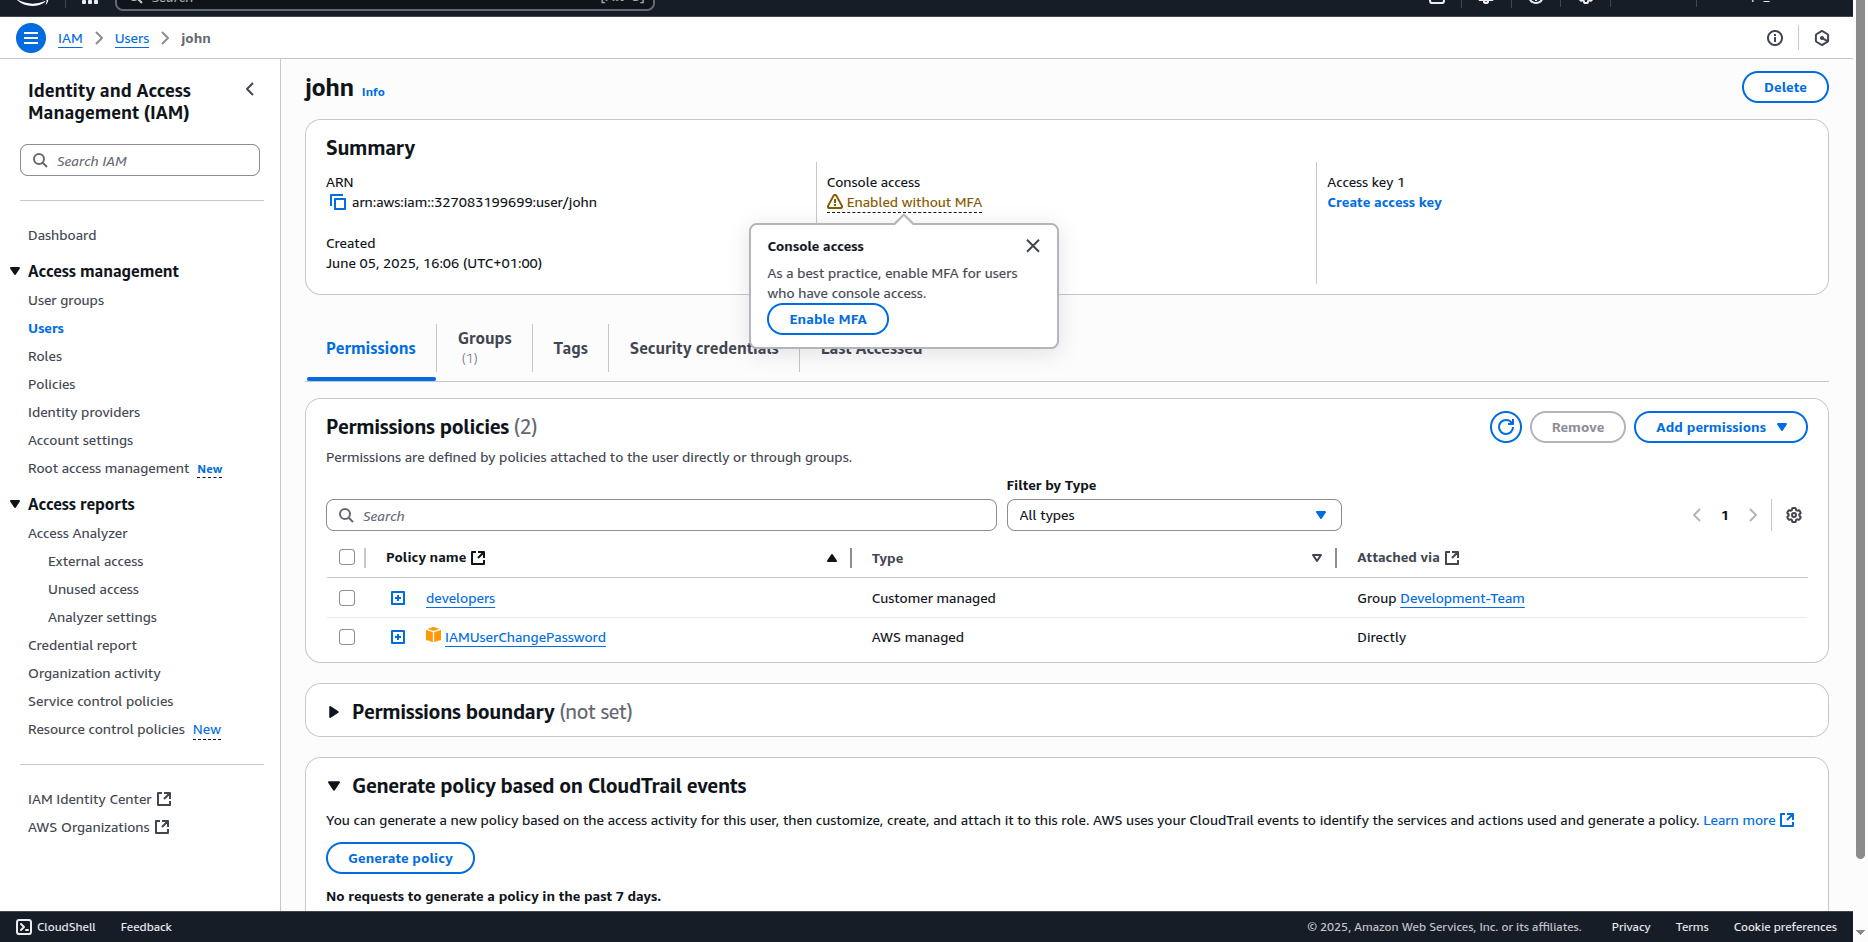 IAM > Users > john
Identity and Access
Management (IAM)
Search IAM
Dashboard
Access management
User groups
Users
Roles
Policies
Identity providers
Account settings
Root access management New
Access reports
Access Analyzer
External access
Unused access
Analyzer settings
Credential report
Organization activity
Service control policies
Resource control policies New
IAM Identity Center
AWS Organizations
john Info
Delete
Summary
ARN
arn:aws:iam::327083199699:user/john
Created
June 05, 2025, 16:06 (UTC+01:00)
Console access
Enabled without MFA
Access key 1
Create access key
Console access
As a best practice, enable MFA for users
who have console access.
Enable MFA
Permissions
Groups
(1)
Tags
Security credentials
Last Accessed
Permissions policies (2)
Remove
Add permissions
Permissions are defined by policies attached to the user directly or through groups.
Filter by Type
Search
All types
1
Policy name
Type
Attached via
developers
Customer managed
Group Development-Team
IAMUserChangePassword
AWS managed
Directly
Permissions boundary (not set)
Generate policy based on CloudTrail events
You can generate a new policy based on the access activity for this user, then customize, create, and attach it to this role. AWS uses your CloudTrail events to identify the services and actions used and generate a policy. Learn more
Generate policy
No requests to generate a policy in the past 7 days.
CloudShell
Feedback
© 2025, Amazon Web Services, Inc. or its affiliates.
Privacy
Terms
Cookie preferences